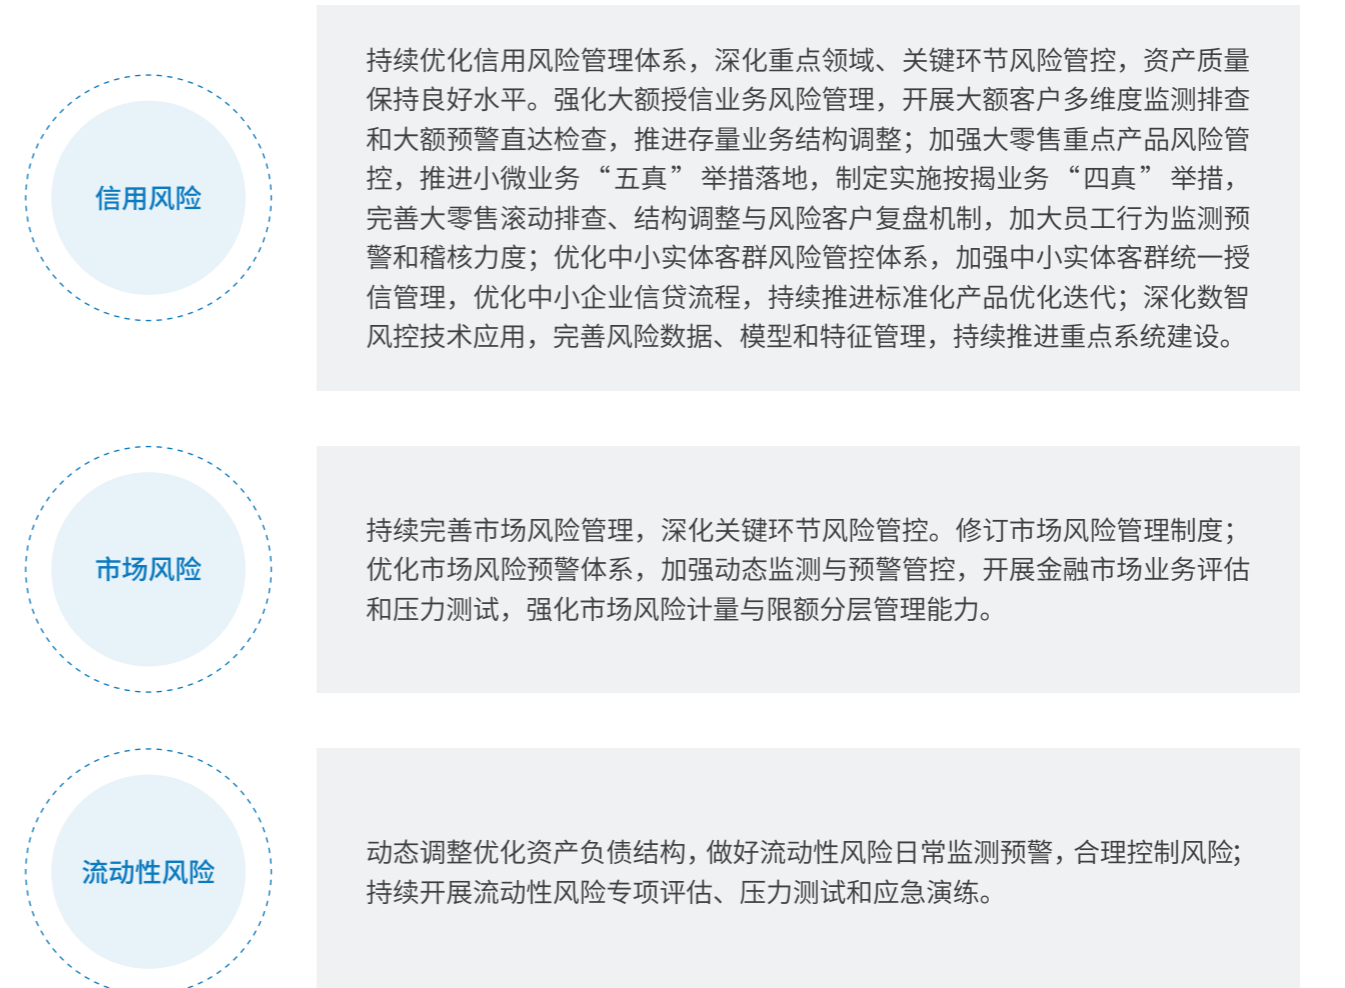 信用风险
持续优化信用风险管理体系，深化重点领域、关键环节风险管控，资产质量
保持良好水平。强化大额授信业务风险管理，开展大额客户多维度监测排查
和大额预警直达检查，推进存量业务结构调整；加强大零售重点产品风险管
控，推进小微业务“五真”举措落地，制定实施按揭业务“四真”举措，
完善大零售滚动排查、结构调整与风险客户复盘机制，加大员工行为监测预
警和稽核力度；优化中小实体客群风险管控体系，加强中小实体客群统一授
信管理，优化中小企业信贷流程，持续推进标准化产品优化迭代；深化数智
风控技术应用，完善风险数据、模型和特征管理，持续推进重点系统建设。
市场风险
持续完善市场风险管理，深化关键环节风险管控。修订市场风险管理制度；
优化市场风险预警体系，加强动态监测与预警管控，开展金融市场业务评估
和压力测试，强化市场风险计量与限额分层管理能力。
流动性风险
动态调整优化资产负债结构，做好流动性风险日常监测预警，合理控制风险；
持续开展流动性风险专项评估、压力测试和应急演练。